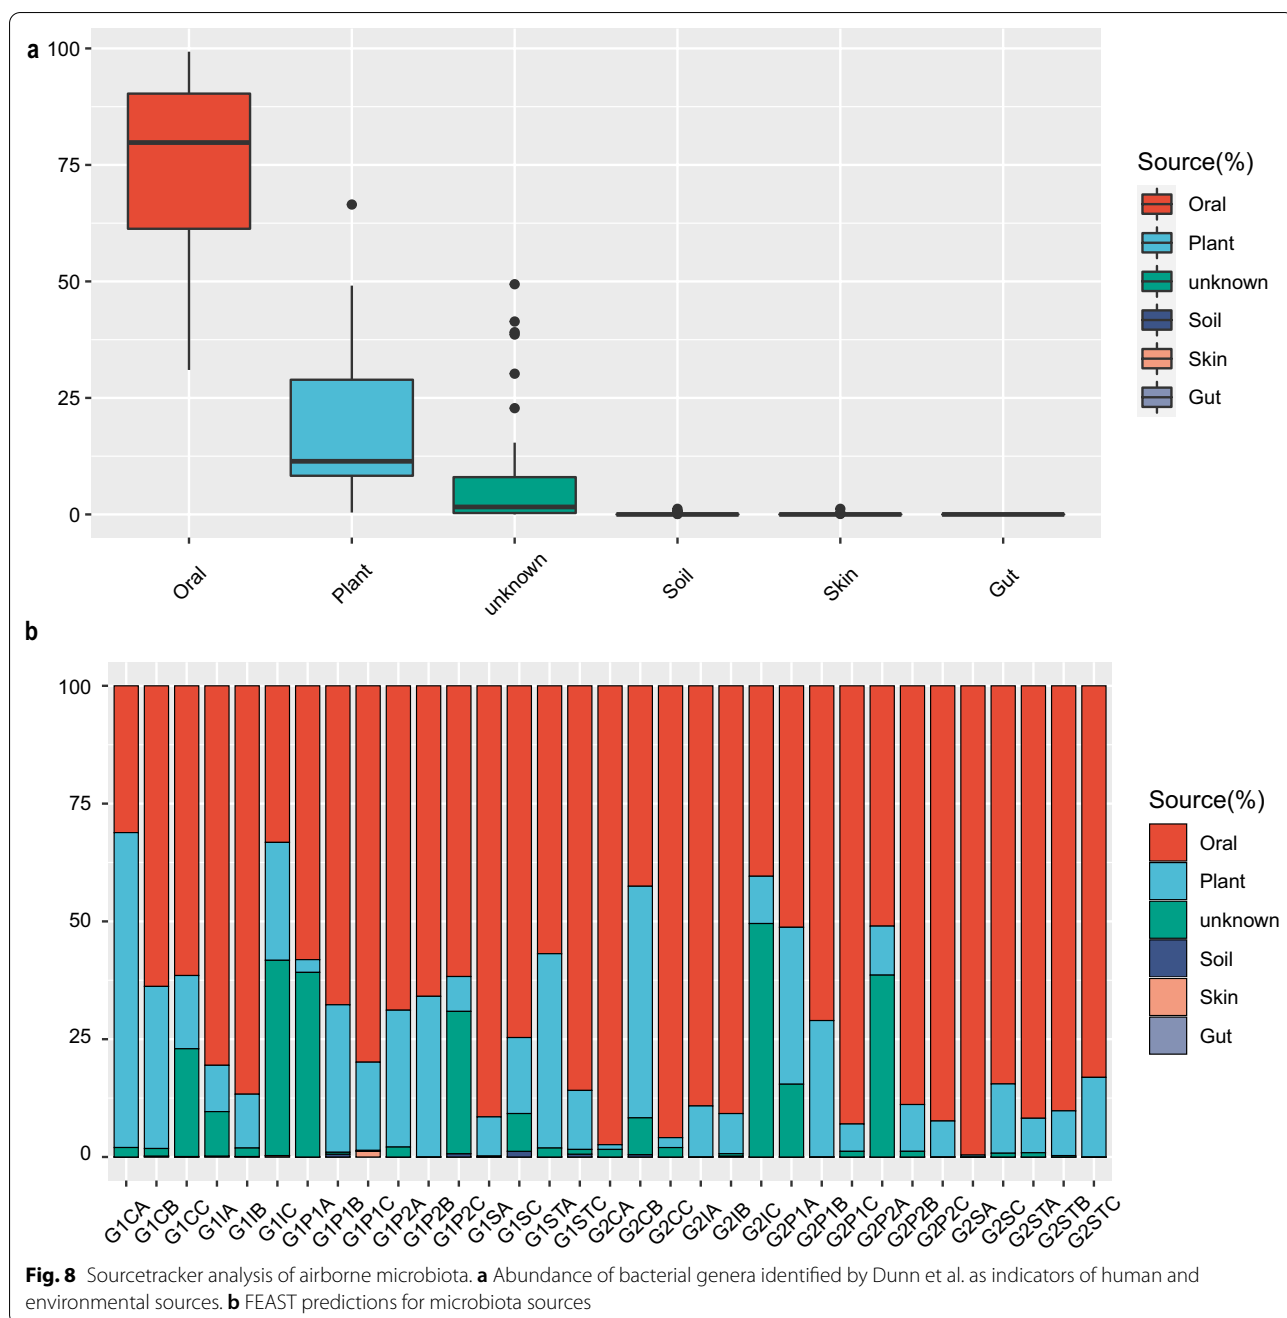 a
100
75
50
25
0
Oral
Plant
unknown
Soil
Skin
Gut
Source(%)
Oral
Plant
unknown
Soil
Skin
Gut
b
100
75
50
25
0
G1CA
G1CB
G1CC
G1IA
G1IB
G1IC
G1P1A
G1P1B
G1P1C
G1P2A
G1P2B
G1P2C
G1SA
G1SC
G1STA
G1STC
G2CA
G2CB
G2CC
G2IA
G2IB
G2IC
G2P1A
G2P1B
G2P1C
G2P2A
G2P2B
G2P2C
G2SA
G2SC
G2STA
G2STB
G2STC
Source(%)
Oral
Plant
unknown
Soil
Skin
Gut
Fig. 8 Sourcetracker analysis of airborne microbiota. a Abundance of bacterial genera identified by Dunn et al. as indicators of human and
environmental sources. b FEAST predictions for microbiota sources